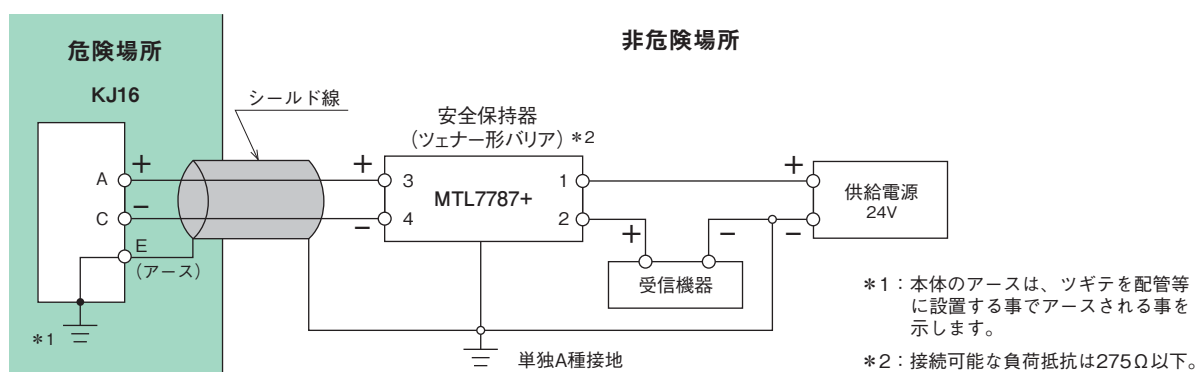 危険場所
非危険場所
KJ16
シールド線
安全保持器
（ツェナー形バリア）＊2
A
+
+
3
MTL7787+
1
+
供給電源
24V
C
−
−
4
2
+
−
−
E
（アース）
受信機器
＊1
単独A種接地
＊1：本体のアースは、ツギテを配管等
に設置する事でアースされる事を
示します。
＊2：接続可能な負荷抵抗は275Ω以下。